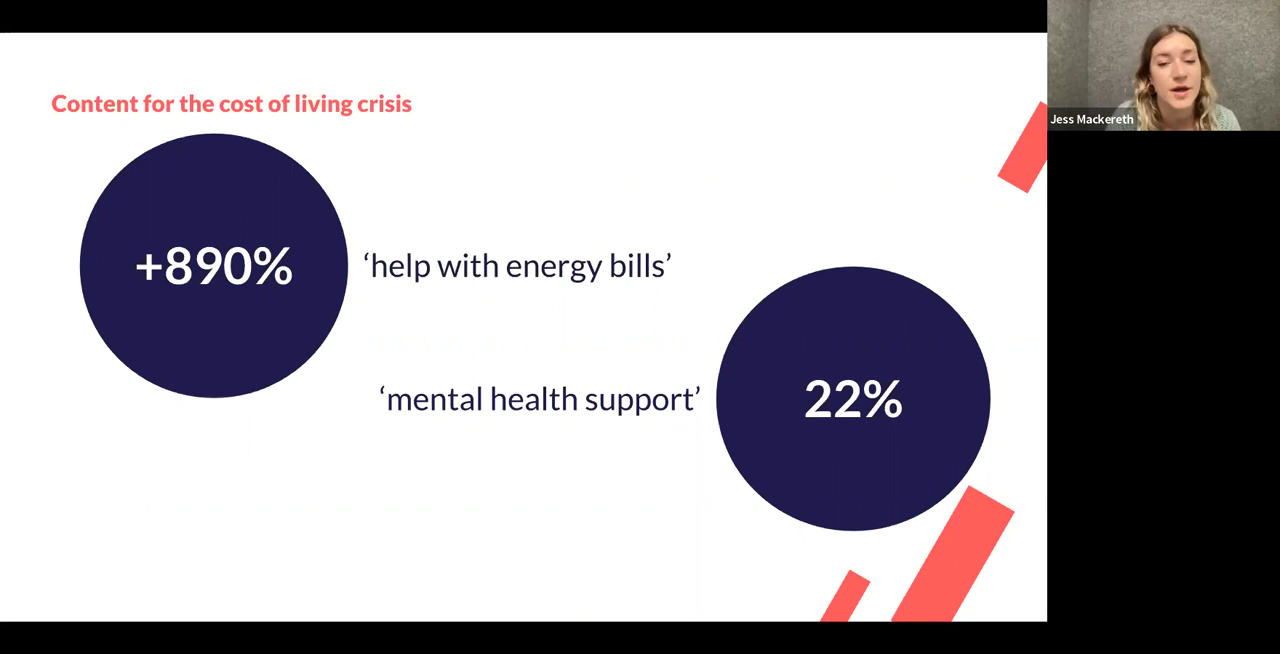 Content for the cost of living crisis
+890%
‘help with energy bills’
‘mental health support’
22%
Jess Mackereth